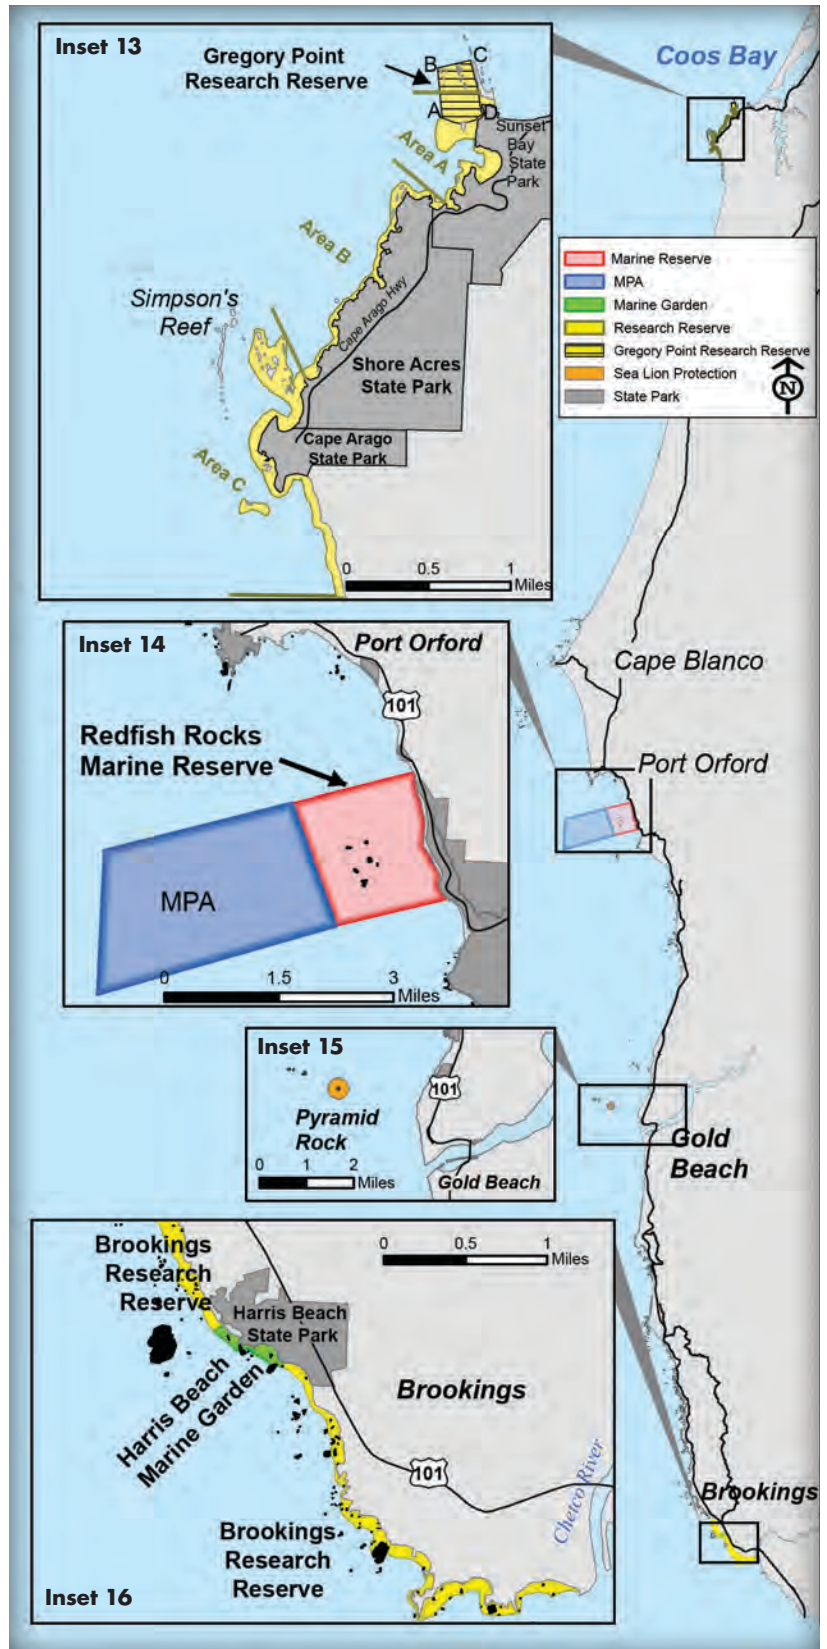 Inset 13
Gregory Point
Research Reserve
B
C
A
D
Sunset
Bay
State
Park
Area A
Area B
Simpson's
Reef
Cape Arago Hwy
Shore Acres
State Park
Cape Arago
State Park
Area C
0 0.5 1
Miles
Coos Bay
Marine Reserve
MPA
Marine Garden
Research Reserve
Gregory Point Research Reserve
Sea Lion Protection
State Park
N
Inset 14
Port Orford
101
Redfish Rocks
Marine Reserve
MPA
0 1.5 3
Miles
Cape Blanco
Port Orford
Inset 15
101
Pyramid
Rock
0 1 2
Miles
Gold Beach
Gold
Beach
Brookings
Research
Reserve
0 0.5 1
Miles
Harris Beach
State Park
Harris Beach
Marine Garden
Brookings
101
Chetco River
Brookings
Research
Reserve
Inset 16
Brookings